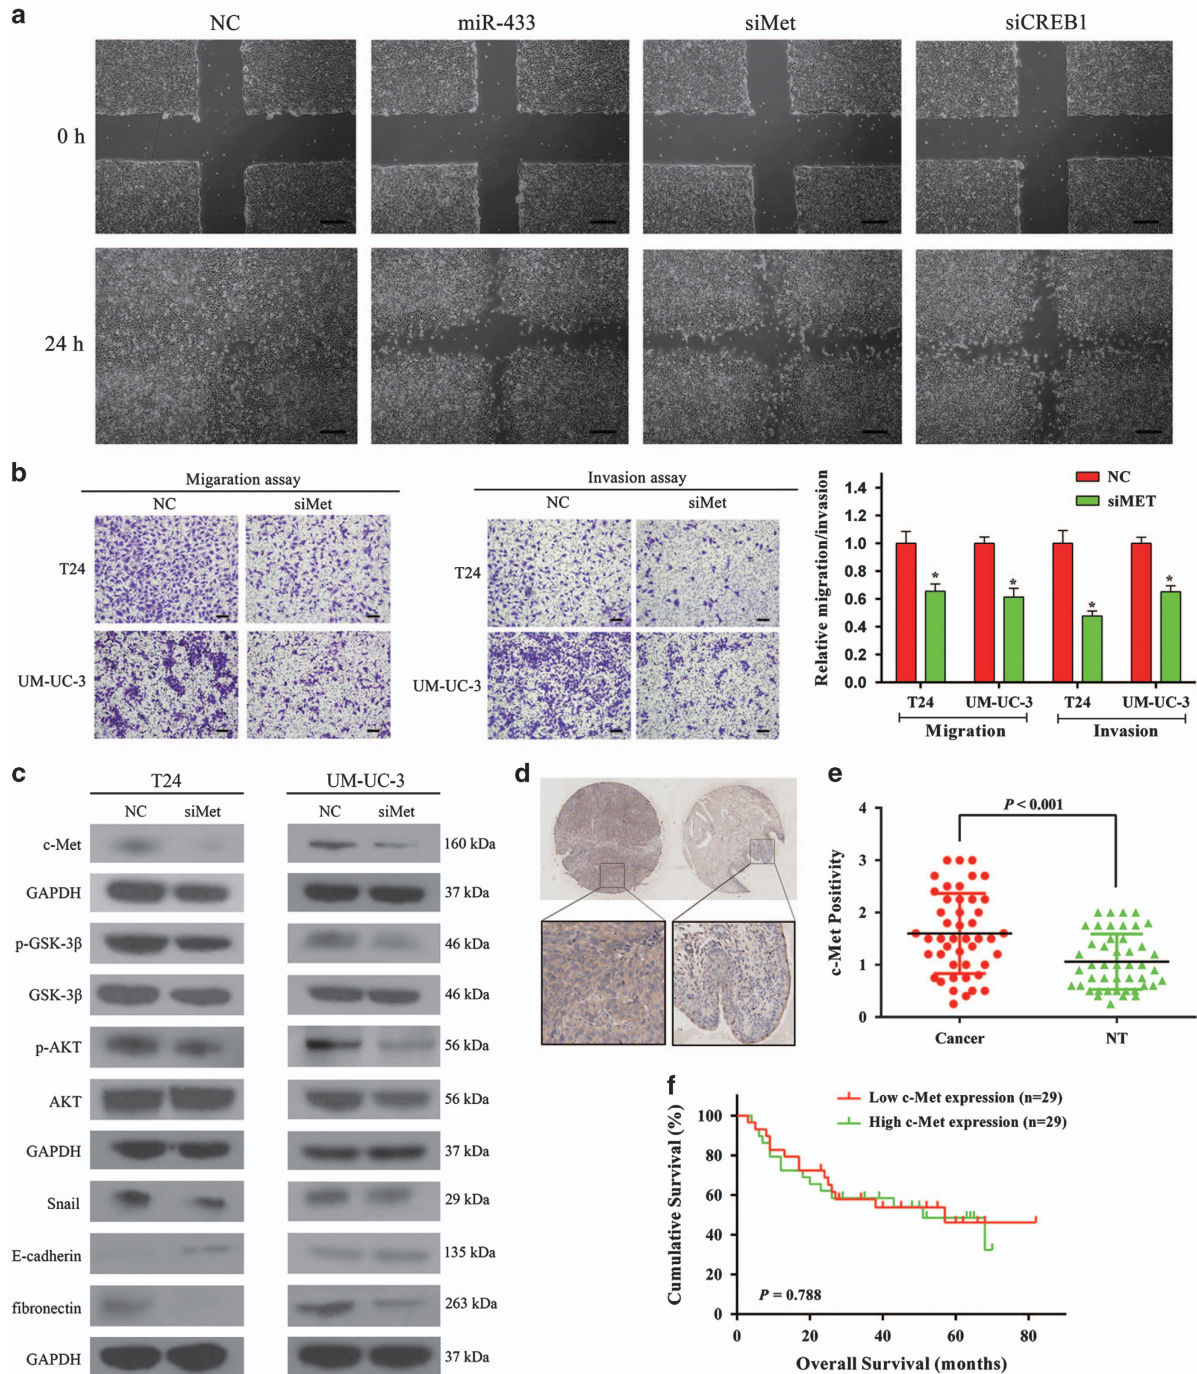 a
NC miR-433 siMet siCREB1
0 h
24 h
b
Migaration assay
NC siMet
T24
UM-UC-3
Invasion assay
NC siMet
T24
UM-UC-3
NC
siMET
Relative migration/invasion
1.4
1.2
1.0
0.8
0.6
0.4
0.2
0.0
* * * *
T24 UM-UC-3 T24 UM-UC-3
Migration Invasion
c
T24 UM-UC-3
NC siMet NC siMet
c-Met 160 kDa
GAPDH 37 kDa
p-GSK-3β 46 kDa
GSK-3β 46 kDa
p-AKT 56 kDa
AKT 56 kDa
GAPDH 37 kDa
Snail 29 kDa
E-cadherin 135 kDa
fibronectin 263 kDa
GAPDH 37 kDa
d
e
P < 0.001
c-Met Positivity
4
3
2
1
0
Cancer NT
f
Low c-Met expression (n=29)
High c-Met expression (n=29)
Cumulative Survival (%)
100
80
60
40
20
0
P = 0.788
0 20 40 60 80
Overall Survival (months)